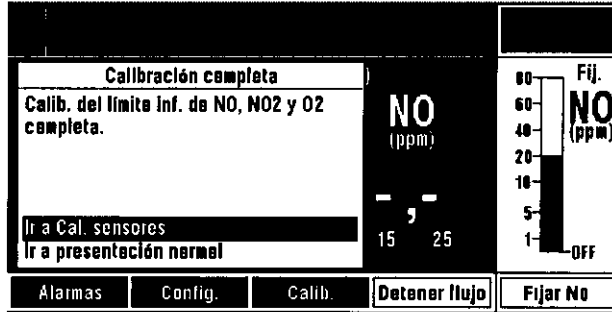 Calibración completa
Calib. del límite inf. de NO, NO2 y O2
completa.
Ir a Cal. sensores
Ir a presentación normal
)
NO
(ppm)
-,-
15 25
Fij.
NO
(ppm)
80
60
40
20
10
5
1
OFF
Alarmas Config. Calib. Detener flujo Fijar No